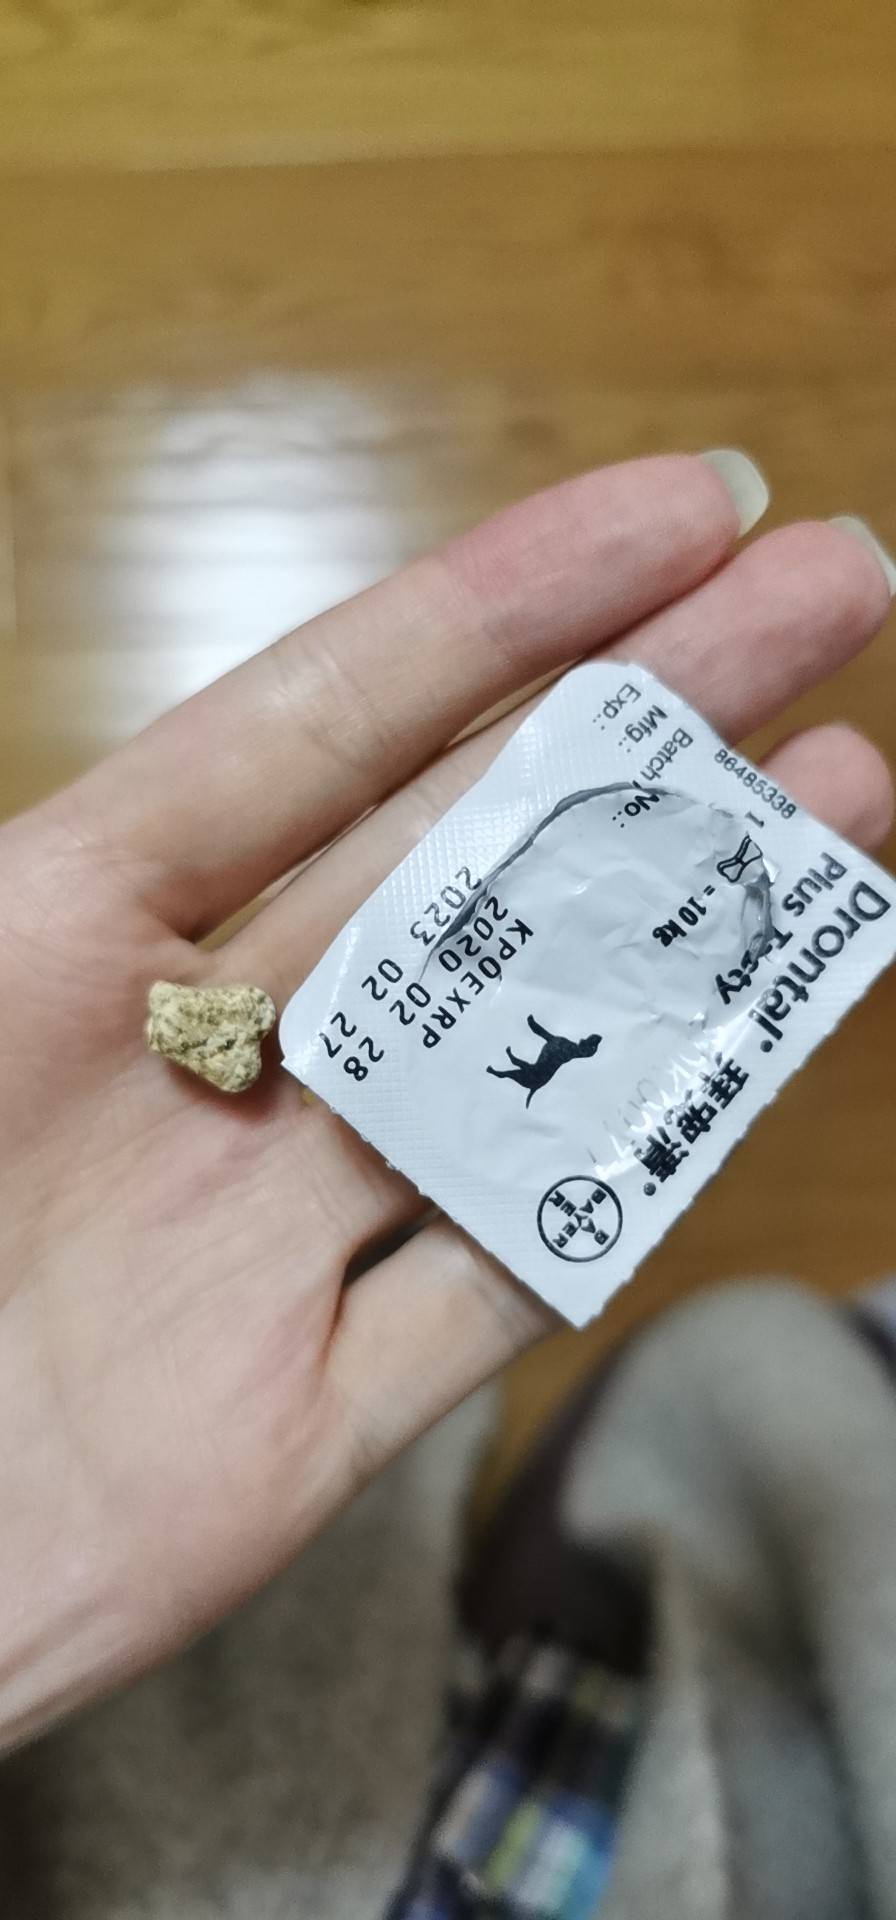 Drontal® 拜宠清®
Plus Tasty
86485338 1
= 10 kg
Batch No.:
Mfg.:
Exp.:
KP0EXRP
2020 02 28
2023 02 27
BAYER
BAYER